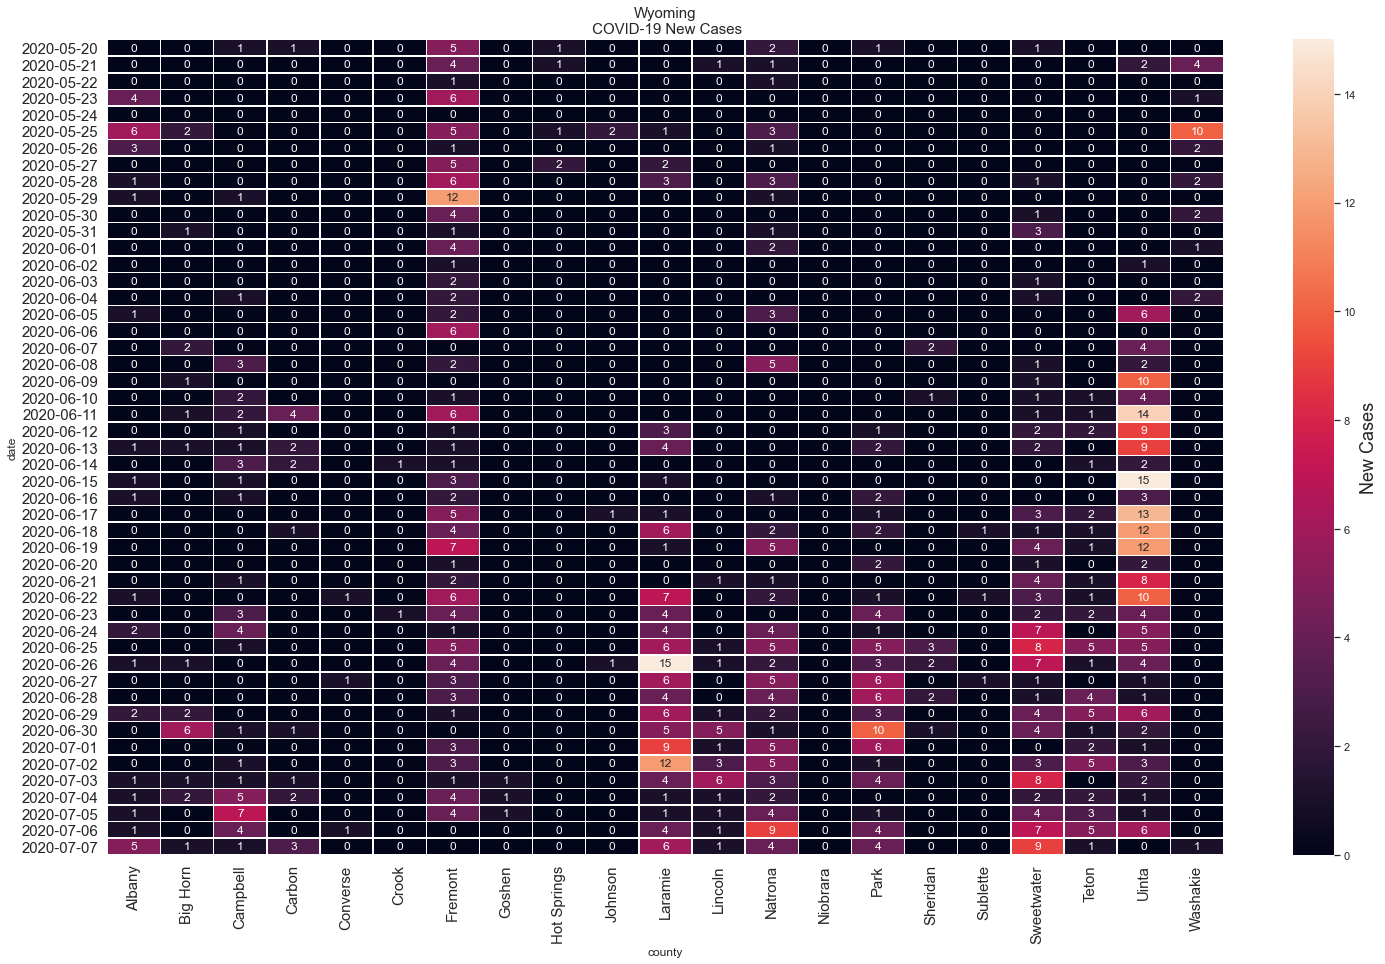 Wyoming
COVID-19 New Cases
2020-05-20 0 0 1 1 0 0 5 0 1 0 0 0 2 0 1 0 0 1 0 0 0
2020-05-21 0 0 0 0 0 0 4 0 1 0 0 1 1 0 0 0 0 0 0 2 4
2020-05-22 0 0 0 0 0 0 1 0 0 0 0 0 1 0 0 0 0 0 0 0 0
2020-05-23 4 0 0 0 0 0 6 0 0 0 0 0 0 0 0 0 0 0 0 0 1
2020-05-24 0 0 0 0 0 0 0 0 0 0 0 0 0 0 0 0 0 0 0 0 0
2020-05-25 6 2 0 0 0 0 5 0 1 2 1 0 3 0 0 0 0 0 0 0 10
2020-05-26 3 0 0 0 0 0 1 0 0 0 0 0 1 0 0 0 0 0 0 0 2
2020-05-27 0 0 0 0 0 0 5 0 2 0 2 0 0 0 0 0 0 0 0 0 0
2020-05-28 1 0 0 0 0 0 6 0 0 0 3 0 3 0 0 0 0 1 0 0 2
2020-05-29 1 0 1 0 0 0 12 0 0 0 0 0 1 0 0 0 0 0 0 0 0
2020-05-30 0 0 0 0 0 0 4 0 0 0 0 0 0 0 0 0 0 1 0 0 2
2020-05-31 0 1 0 0 0 0 1 0 0 0 0 0 1 0 0 0 0 3 0 0 0
2020-06-01 0 0 0 0 0 0 4 0 0 0 0 0 2 0 0 0 0 0 0 0 1
2020-06-02 0 0 0 0 0 0 1 0 0 0 0 0 0 0 0 0 0 0 0 1 0
2020-06-03 0 0 0 0 0 0 2 0 0 0 0 0 0 0 0 0 0 1 0 0 0
2020-06-04 0 0 1 0 0 0 2 0 0 0 0 0 0 0 0 0 0 1 0 0 2
2020-06-05 1 0 0 0 0 0 2 0 0 0 0 0 3 0 0 0 0 0 0 6 0
2020-06-06 0 0 0 0 0 0 6 0 0 0 0 0 0 0 0 0 0 0 0 0 0
2020-06-07 0 2 0 0 0 0 0 0 0 0 0 0 0 0 0 2 0 0 0 4 0
2020-06-08 0 0 3 0 0 0 2 0 0 0 0 0 5 0 0 0 0 1 0 2 0
2020-06-09 0 1 0 0 0 0 0 0 0 0 0 0 0 0 0 0 0 1 0 10 0
2020-06-10 0 0 2 0 0 0 1 0 0 0 0 0 0 0 0 1 0 1 1 4 0
2020-06-11 0 1 2 4 0 0 6 0 0 0 0 0 0 0 0 0 0 1 1 14 0
2020-06-12 0 0 1 0 0 0 1 0 0 0 3 0 0 0 1 0 0 2 2 9 0
2020-06-13 1 1 1 2 0 0 1 0 0 0 4 0 0 0 2 0 0 2 0 9 0
2020-06-14 0 0 3 2 0 1 1 0 0 0 0 0 0 0 0 0 0 0 1 2 0
2020-06-15 1 0 1 0 0 0 3 0 0 0 1 0 0 0 0 0 0 0 0 15 0
2020-06-16 1 0 1 0 0 0 2 0 0 0 0 0 1 0 2 0 0 0 0 3 0
2020-06-17 0 0 0 0 0 0 5 0 0 1 1 0 0 0 1 0 0 3 2 13 0
2020-06-18 0 0 0 1 0 0 4 0 0 0 6 0 2 0 2 0 1 1 1 12 0
2020-06-19 0 0 0 0 0 0 7 0 0 0 1 0 5 0 0 0 0 4 1 12 0
2020-06-20 0 0 0 0 0 0 1 0 0 0 0 0 0 0 2 0 0 1 0 2 0
2020-06-21 0 0 1 0 0 0 2 0 0 0 0 1 1 0 0 0 0 4 1 8 0
2020-06-22 1 0 0 0 1 0 6 0 0 0 7 0 2 0 1 0 1 3 1 10 0
2020-06-23 0 0 3 0 0 1 4 0 0 0 4 0 0 0 4 0 0 2 2 4 0
2020-06-24 2 0 4 0 0 0 1 0 0 0 4 0 4 0 1 0 0 7 0 5 0
2020-06-25 0 0 1 0 0 0 5 0 0 0 6 1 5 0 5 3 0 8 5 5 0
2020-06-26 1 1 0 0 0 0 4 0 0 1 15 1 2 0 3 2 0 7 1 4 0
2020-06-27 0 0 0 0 1 0 3 0 0 0 6 0 5 0 6 0 1 1 0 1 0
2020-06-28 0 0 0 0 0 0 3 0 0 0 4 0 4 0 6 2 0 1 4 1 0
2020-06-29 2 2 0 0 0 0 1 0 0 0 6 1 2 0 3 0 0 4 5 6 0
2020-06-30 0 6 1 1 0 0 0 0 0 0 5 5 1 0 10 1 0 4 1 2 0
2020-07-01 0 0 0 0 0 0 3 0 0 0 9 1 5 0 6 0 0 0 2 1 0
2020-07-02 0 0 1 0 0 0 3 0 0 0 12 3 5 0 1 0 0 3 5 3 0
2020-07-03 1 1 1 1 0 0 1 1 0 0 4 6 3 0 4 0 0 8 0 2 0
2020-07-04 1 2 5 2 0 0 4 1 0 0 1 1 2 0 0 0 0 2 2 1 0
2020-07-05 1 0 7 0 0 0 4 1 0 0 1 1 4 0 1 0 0 4 3 1 0
2020-07-06 1 0 4 0 1 0 0 0 0 0 4 1 9 0 4 0 0 7 5 6 0
2020-07-07 5 1 1 3 0 0 0 0 0 0 6 1 4 0 4 0 0 9 1 0 1
date
Albany Big Horn Campbell Carbon Converse Crook Fremont Goshen Hot Springs Johnson Laramie Lincoln Natrona Niobrara Park Sheridan Sublette Sweetwater Teton Uinta Washakie
county
14
12
10
8
6
4
2
0
New Cases